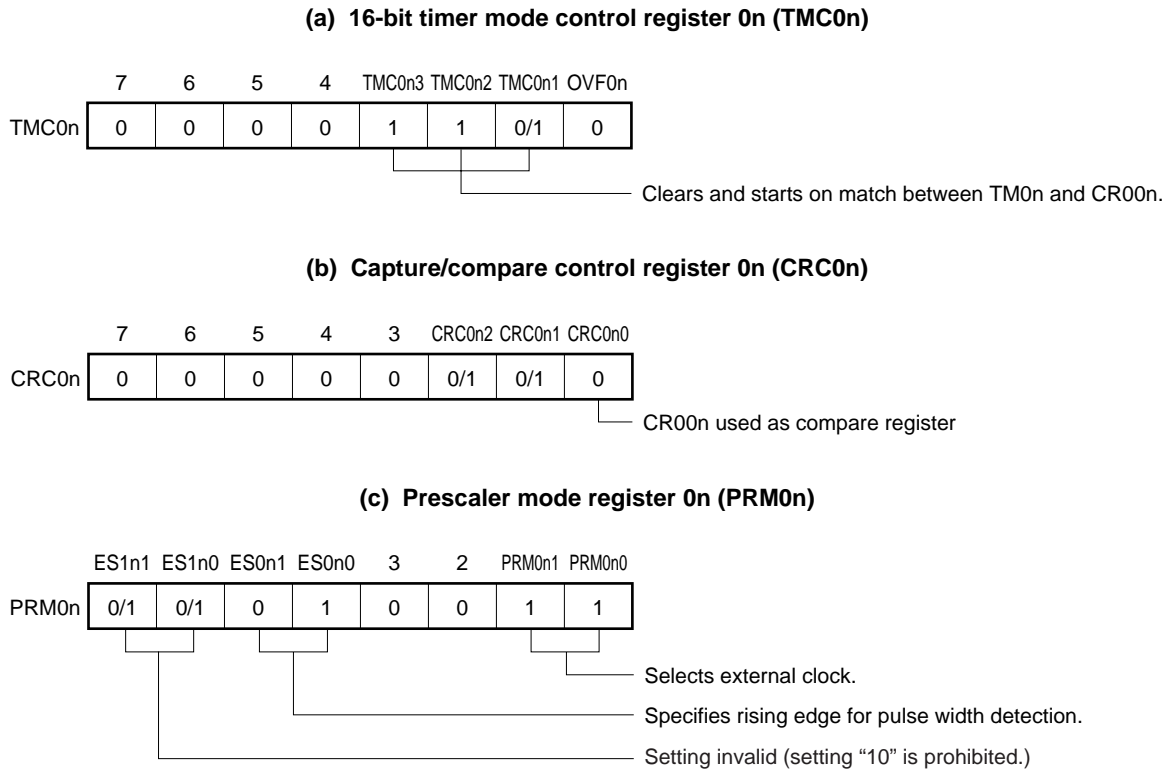 (a) 16-bit timer mode control register 0n (TMC0n)
7 6 5 4 TMC0n3 TMC0n2 TMC0n1 OVF0n
TMC0n 0 0 0 0 1 1 0/1 0
Clears and starts on match between TM0n and CR00n.
(b) Capture/compare control register 0n (CRC0n)
7 6 5 4 3 CRC0n2 CRC0n1 CRC0n0
CRC0n 0 0 0 0 0 0/1 0/1 0
CR00n used as compare register
(c) Prescaler mode register 0n (PRM0n)
ES1n1 ES1n0 ES0n1 ES0n0 3 2 PRM0n1 PRM0n0
PRM0n 0/1 0/1 0 1 0 0 1 1
Selects external clock.
Specifies rising edge for pulse width detection.
Setting invalid (setting “10” is prohibited.)